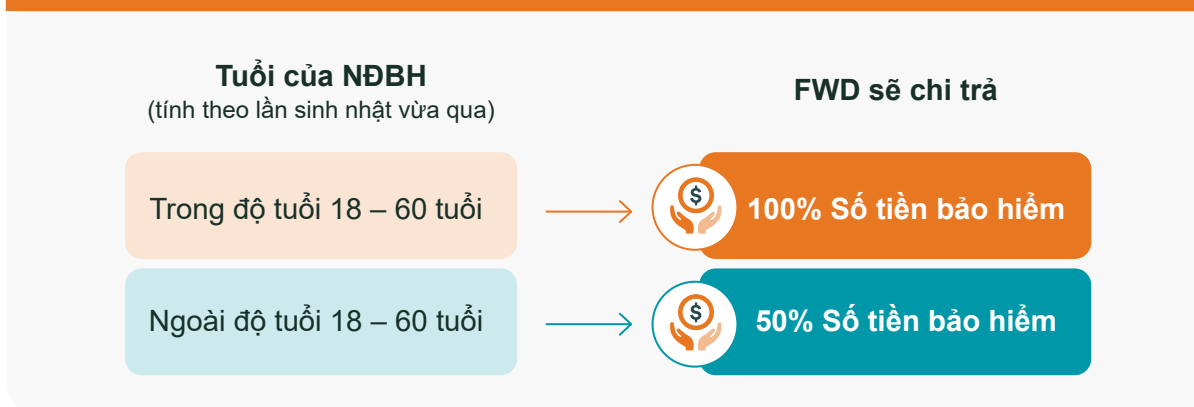 Tuổi của NĐBH
(tính theo lần sinh nhật vừa qua)
FWD sẽ chi trả
Trong độ tuổi 18 – 60 tuổi
$
100% Số tiền bảo hiểm
Ngoài độ tuổi 18 – 60 tuổi
$
50% Số tiền bảo hiểm